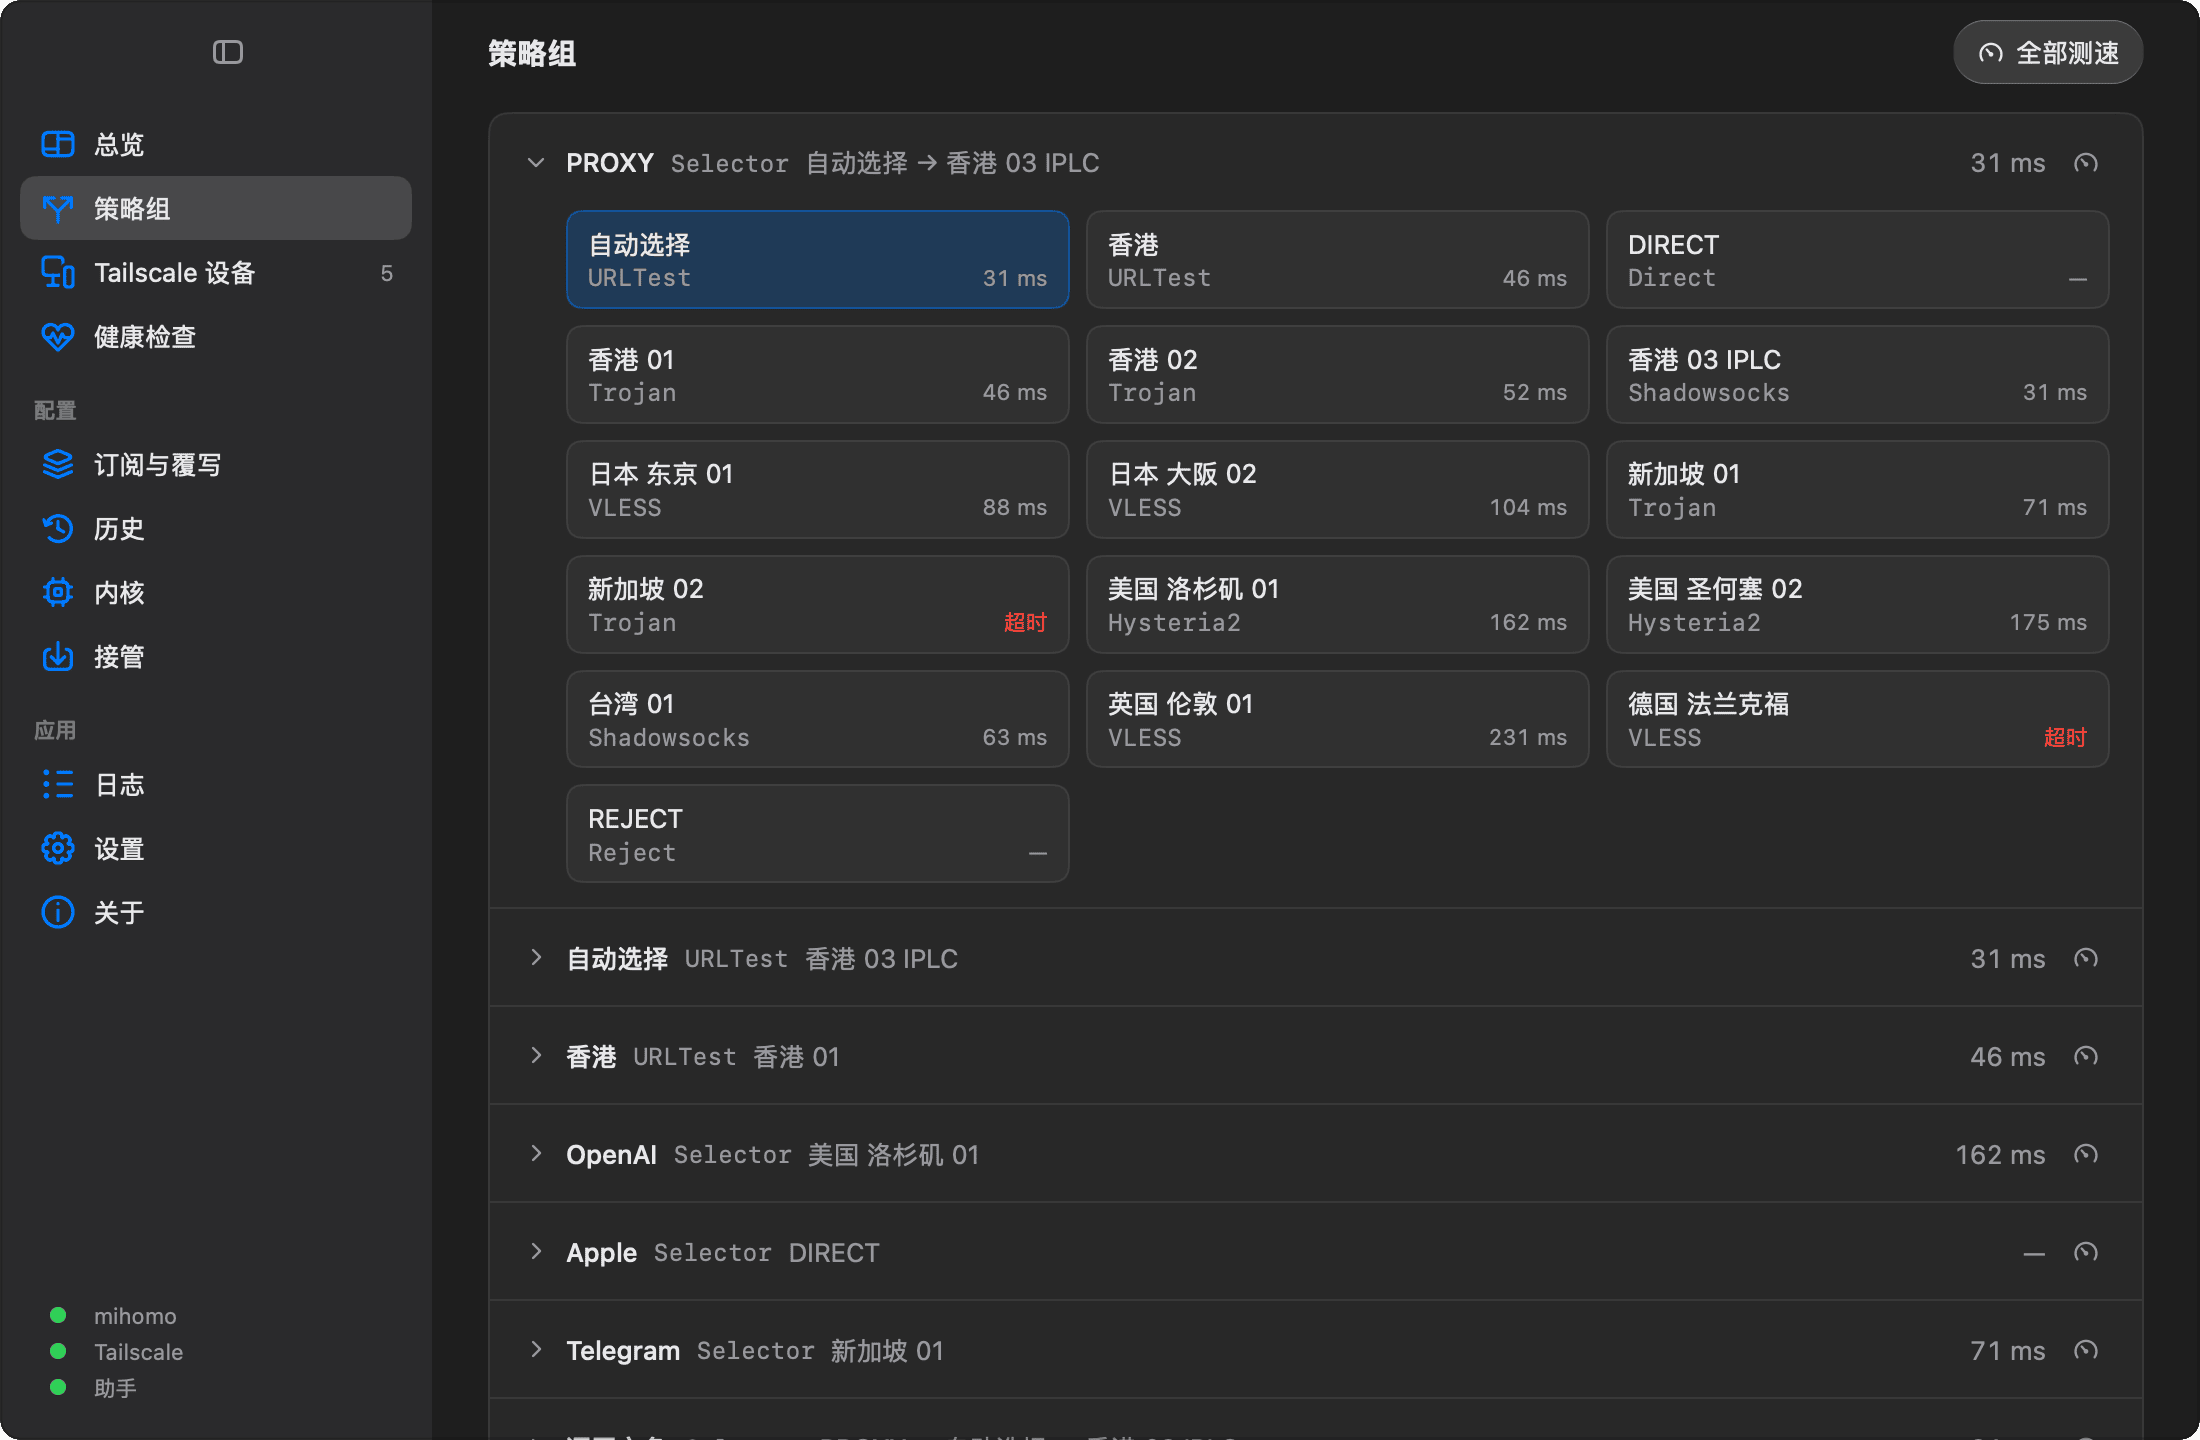 策略组
全部测速
总览
策略组
Tailscale 设备 5
健康检查
配置
订阅与覆写
历史
内核
接管
应用
日志
设置
关于
mihomo
Tailscale
助手
PROXY Selector 自动选择 → 香港 03 IPLC 31 ms
自动选择
URLTest 31 ms
香港
URLTest 46 ms
DIRECT
Direct —
香港 01
Trojan 46 ms
香港 02
Trojan 52 ms
香港 03 IPLC
Shadowsocks 31 ms
日本 东京 01
VLESS 88 ms
日本 大阪 02
VLESS 104 ms
新加坡 01
Trojan 71 ms
新加坡 02
Trojan 超时
美国 洛杉矶 01
Hysteria2 162 ms
美国 圣何塞 02
Hysteria2 175 ms
台湾 01
Shadowsocks 63 ms
英国 伦敦 01
VLESS 231 ms
德国 法兰克福
VLESS 超时
REJECT
Reject —
自动选择 URLTest 香港 03 IPLC 31 ms
香港 URLTest 香港 01 46 ms
OpenAI Selector 美国 洛杉矶 01 162 ms
Apple Selector DIRECT —
Telegram Selector 新加坡 01 71 ms